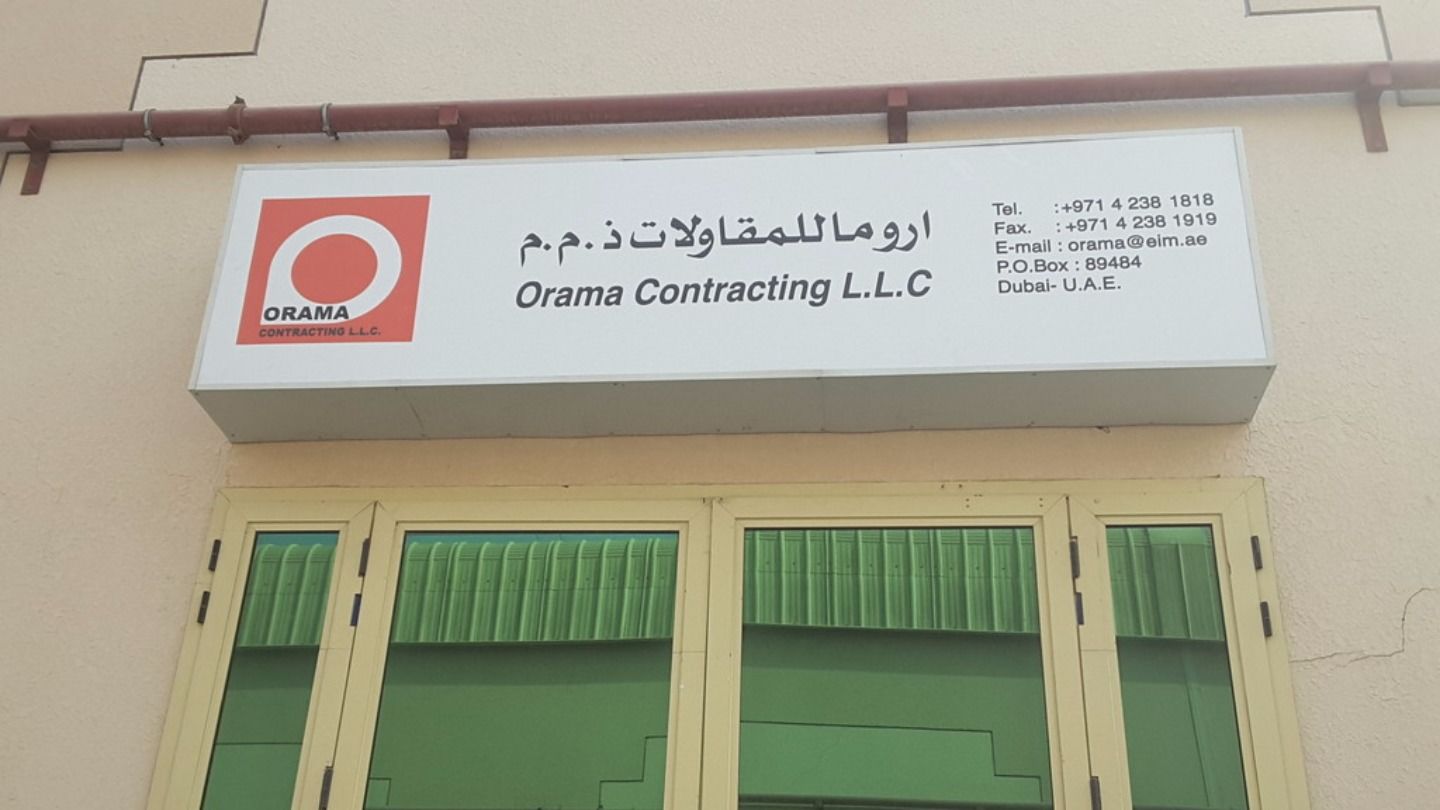 ORAMA
CONTRACTING L.L.C.
اروما للمقاولات ذ.م.م
Orama Contracting L.L.C
Tel. :+971 4 238 1818
Fax. :+971 4 238 1919
E-mail : orama@eim.ae
P.O.Box : 89484
Dubai- U.A.E.